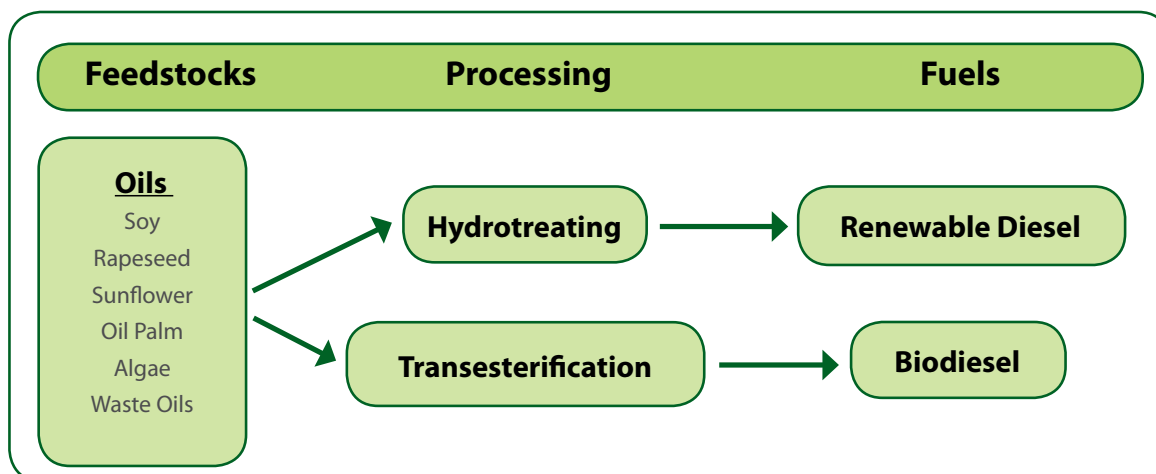 Feedstocks Processing Fuels
Oils
Soy
Rapeseed
Sunflower
Oil Palm
Algae
Waste Oils
Hydrotreating
Renewable Diesel
Transesterification
Biodiesel